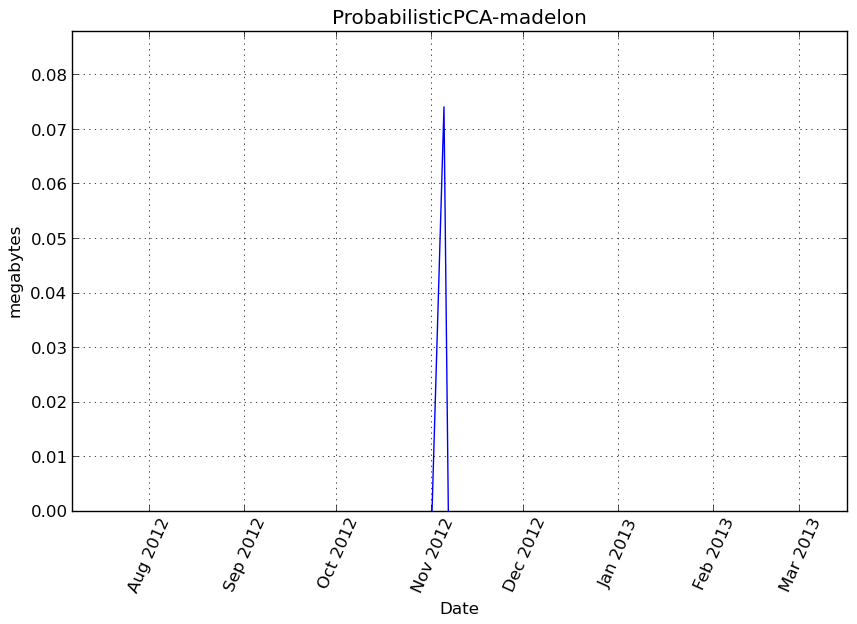 ProbabilisticPCA-madelon
0.08
0.07
0.06
0.05
0.04
0.03
0.02
0.01
0.00
megabytes
Aug 2012
Sep 2012
Oct 2012
Nov 2012
Dec 2012
Jan 2013
Feb 2013
Mar 2013
Date